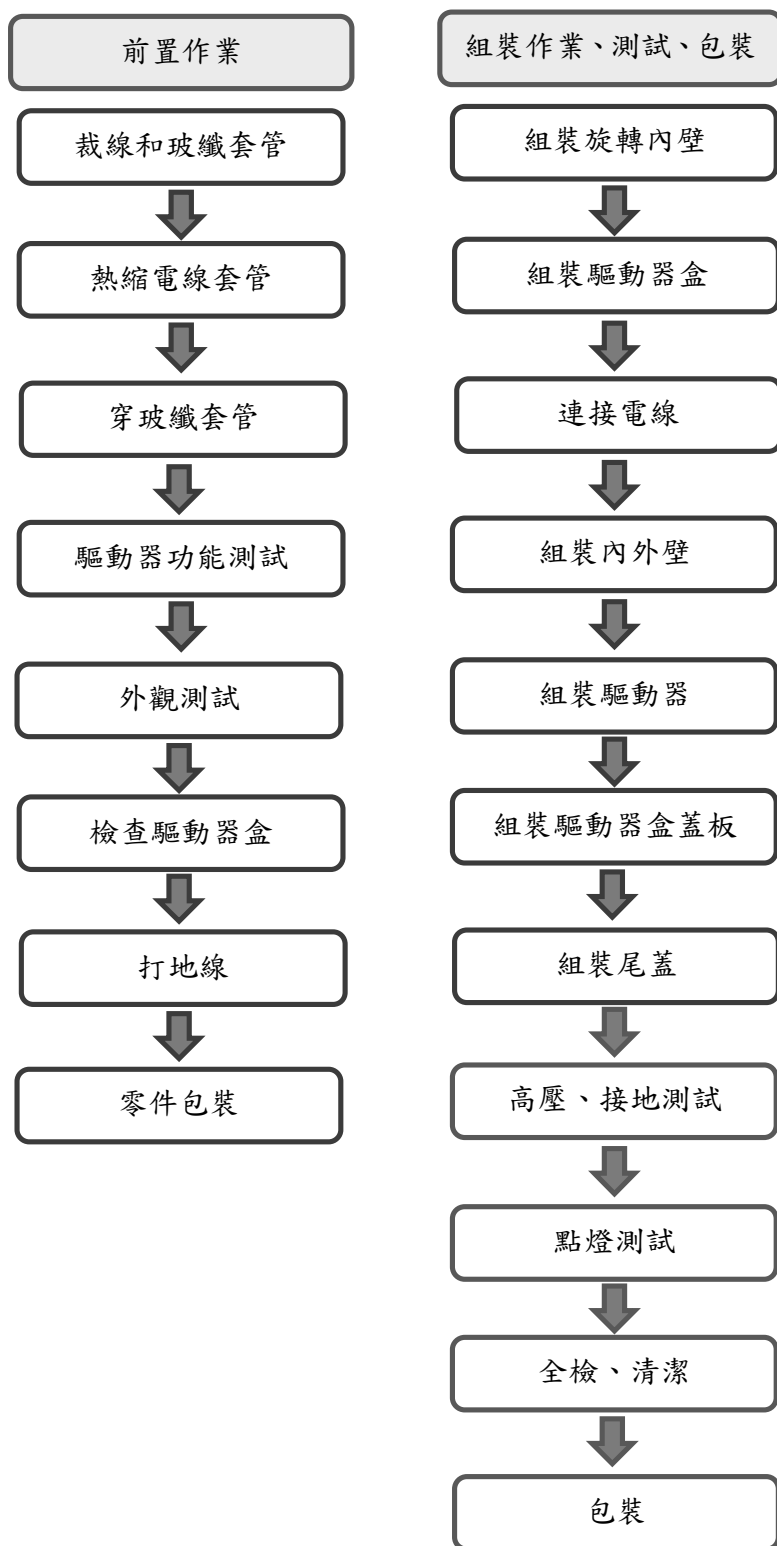 前置作業
裁線和玻纖套管
熱縮電線套管
穿玻纖套管
驅動器功能測試
外觀測試
檢查驅動器盒
打地線
零件包裝
組裝作業、測試、包裝
組裝旋轉內壁
組裝驅動器盒
連接電線
組裝內外壁
組裝驅動器
組裝驅動器盒蓋板
組裝尾蓋
高壓、接地測試
點燈測試
全檢、清潔
包裝